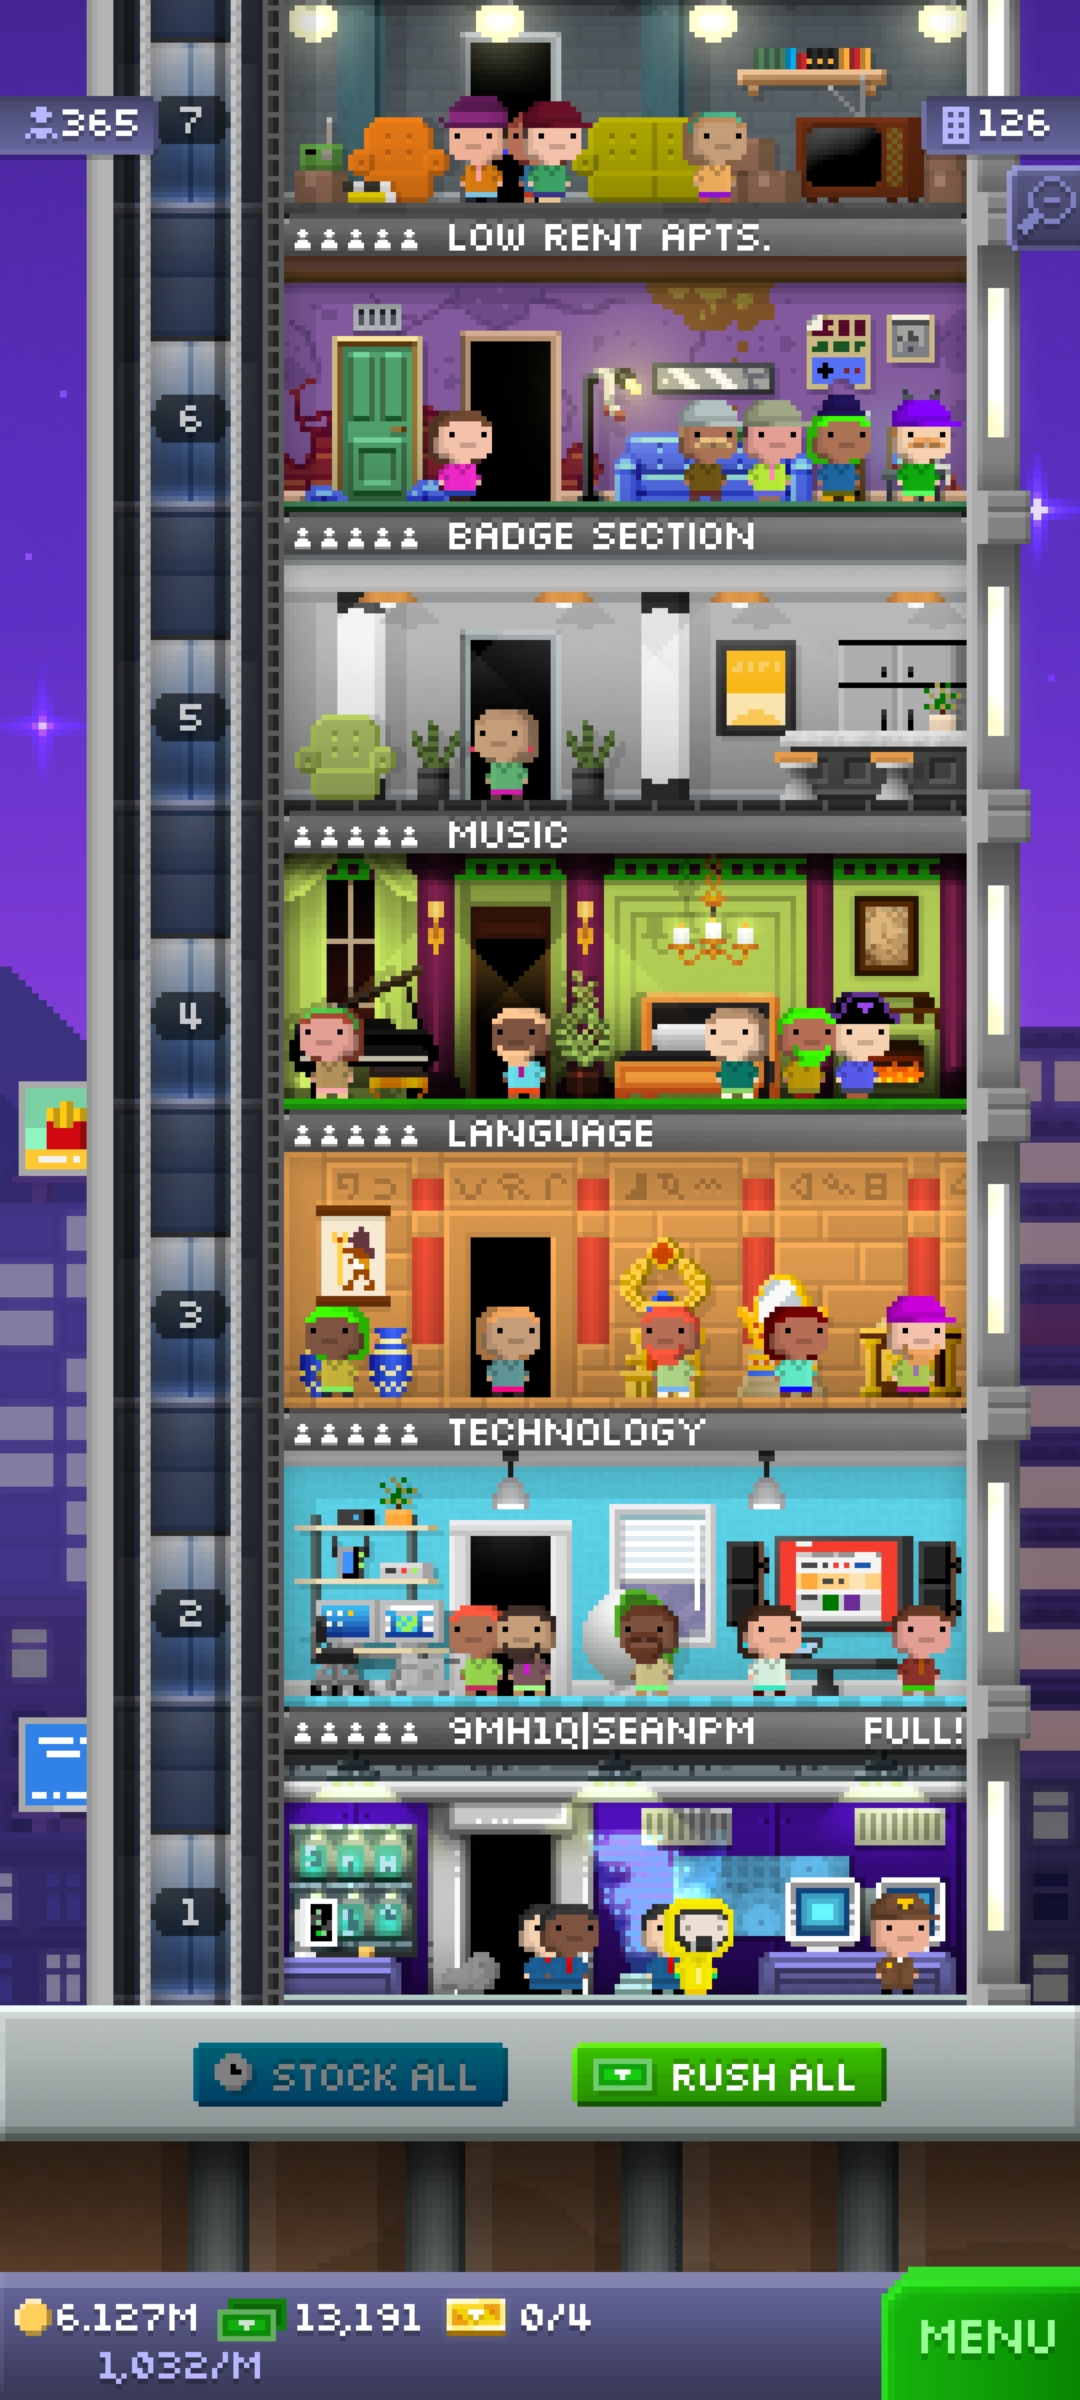 365
7
126
LOW RENT APTS.
6
BADGE SECTION
5
MUSIC
4
LANGUAGE
3
TECHNOLOGY
2
9MH1Q|SEANPM FULL!
1
STOCK ALL
RUSH ALL
6.127M 13,191 0/4
1,032/M
MENU